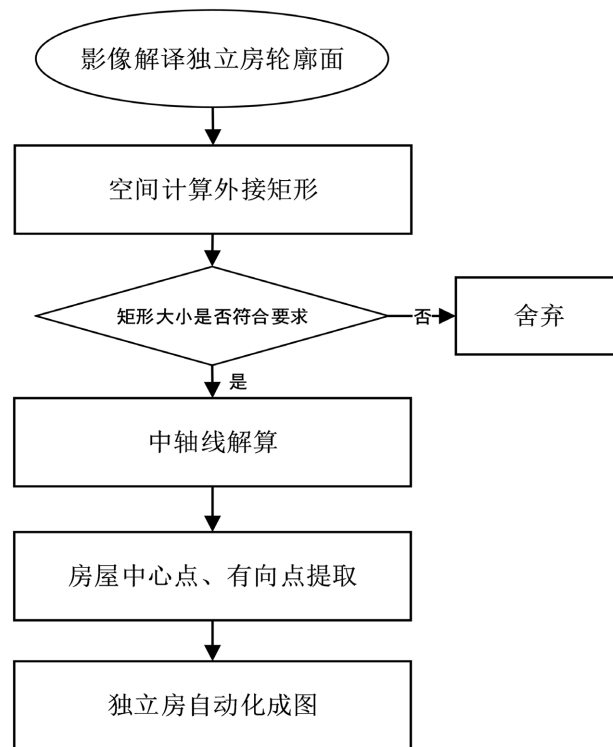 影像解译独立房轮廓面
空间计算外接矩形
矩形大小是否符合要求
否
舍弃
是
中轴线解算
房屋中心点、有向点提取
独立房自动化成图